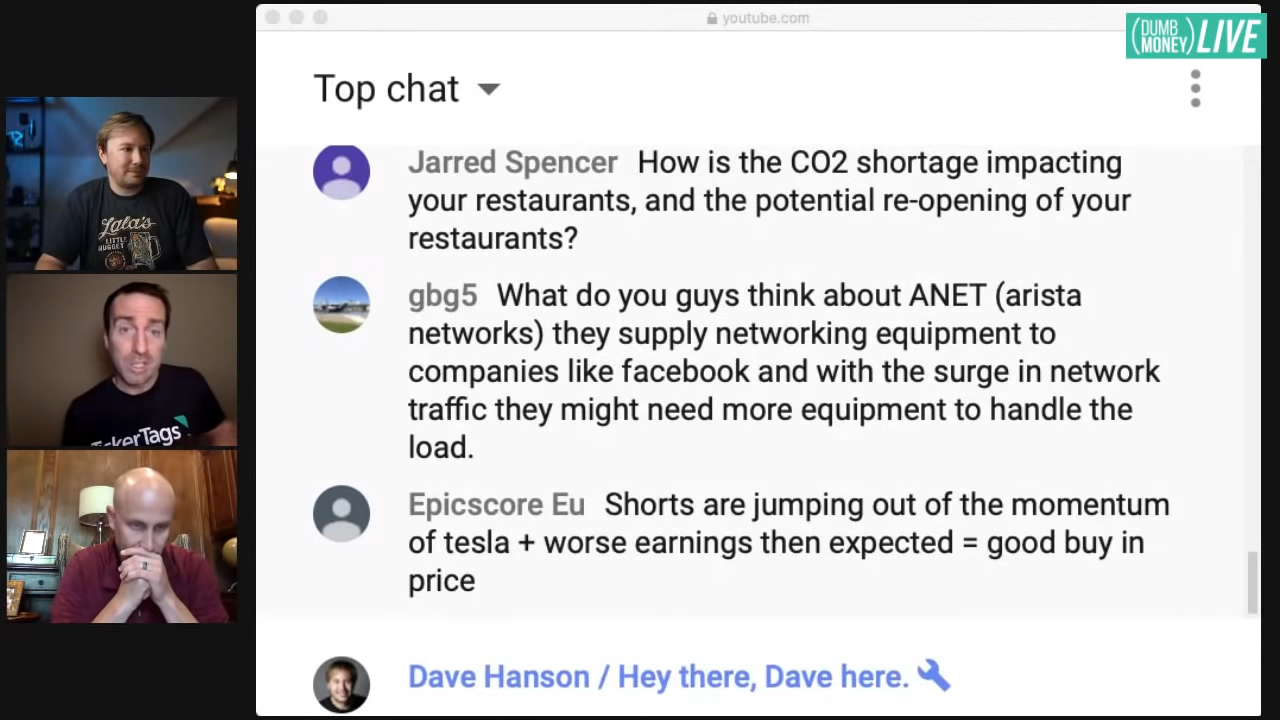 youtube.com
(DUMB MONEY) LIVE
Top chat
Jarred Spencer How is the CO2 shortage impacting
your restaurants, and the potential re-opening of your
restaurants?
gbg5 What do you guys think about ANET (arista
networks) they supply networking equipment to
companies like facebook and with the surge in network
traffic they might need more equipment to handle the
load.
Epicscore Eu Shorts are jumping out of the momentum
of tesla + worse earnings then expected = good buy in
price
Dave Hanson / Hey there, Dave here.
Lala's
LITTLE
NUGGET
ckerTags